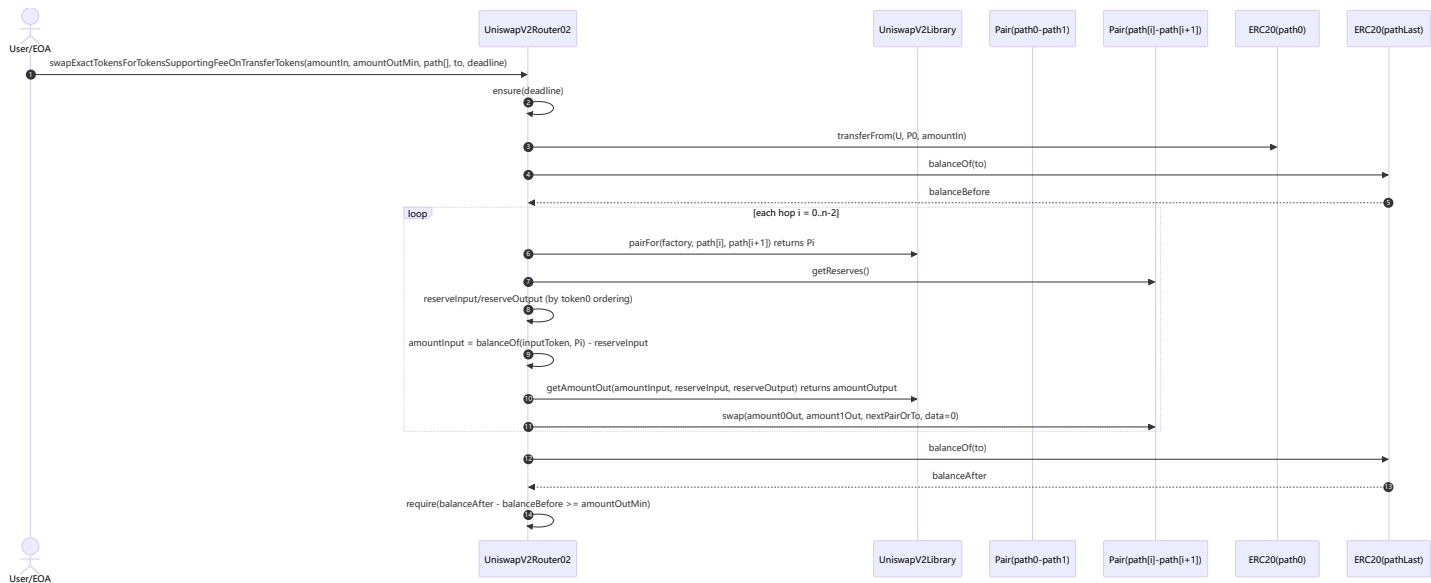 User/EOA
UniswapV2Router02
UniswapV2Library
Pair(path0-path1)
Pair(path[i]-path[i+1])
ERC20(path0)
ERC20(pathLast)
1
swapExactTokensForTokensSupportingFeeOnTransferTokens(amountIn, amountOutMin, path[], to, deadline)
ensure(deadline)
2
transferFrom(U, P0, amountIn)
3
balanceOf(to)
4
balanceBefore
5
loop
[each hop i = 0..n-2]
pairFor(factory, path[i], path[i+1]) returns Pi
6
getReserves()
7
reserveInput/reserveOutput (by token0 ordering)
8
amountInput = balanceOf(inputToken, Pi) - reserveInput
9
getAmountOut(amountInput, reserveInput, reserveOutput) returns amountOutput
10
swap(amount0Out, amount1Out, nextPairOrTo, data=0)
11
balanceOf(to)
12
balanceAfter
13
require(balanceAfter - balanceBefore >= amountOutMin)
14
User/EOA
UniswapV2Router02
UniswapV2Library
Pair(path0-path1)
Pair(path[i]-path[i+1])
ERC20(path0)
ERC20(pathLast)